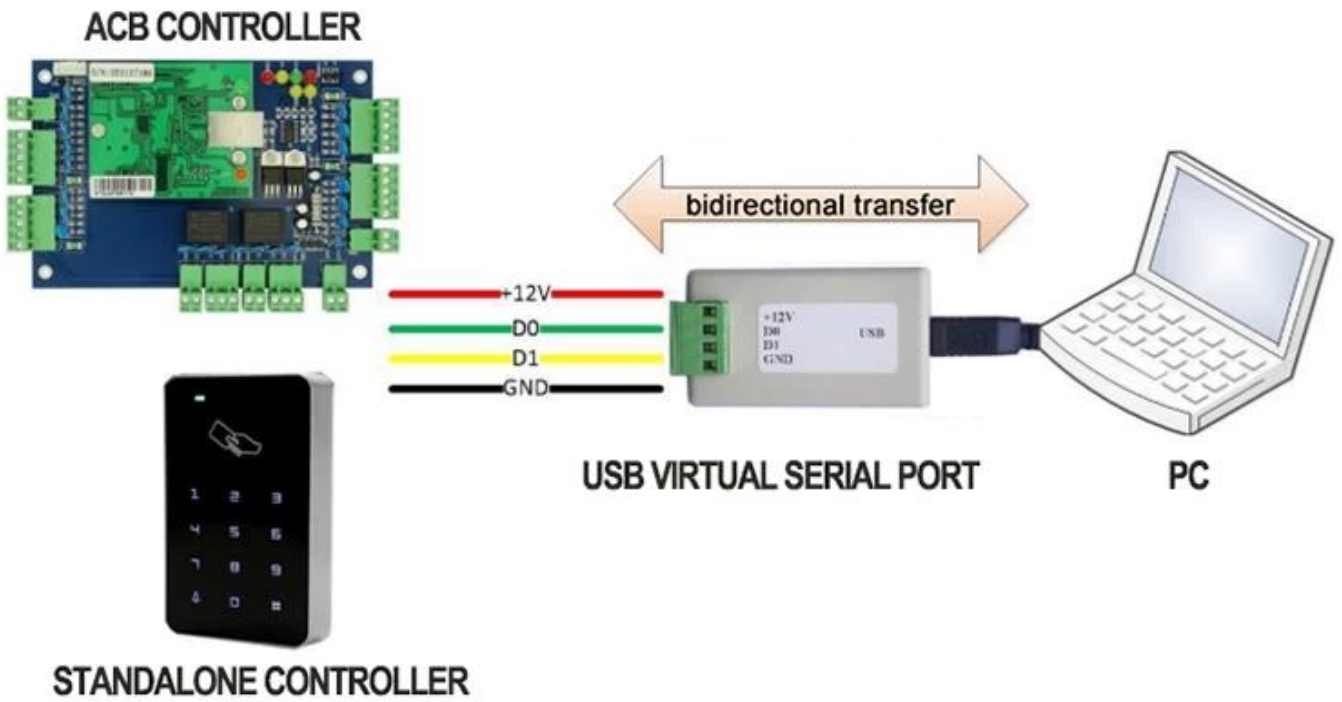 ACB CONTROLLER
bidirectional transfer
+12V
D0
D1
GND
+12V
D0
D1
GND
USB
USB VIRTUAL SERIAL PORT
PC
1 2 3
4 5 6
7 8 9
0 #
STANDALONE CONTROLLER